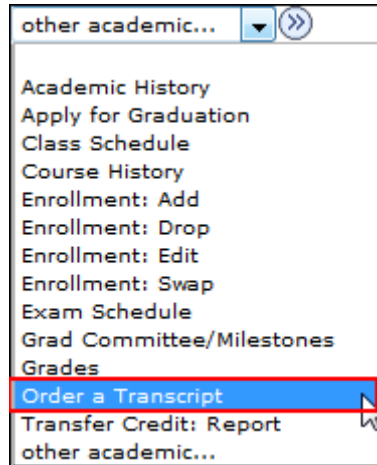 other academic...
Academic History
Apply for Graduation
Class Schedule
Course History
Enrollment: Add
Enrollment: Drop
Enrollment: Edit
Enrollment: Swap
Exam Schedule
Grad Committee/Milestones
Grades
Order a Transcript
Transfer Credit: Report
other academic...